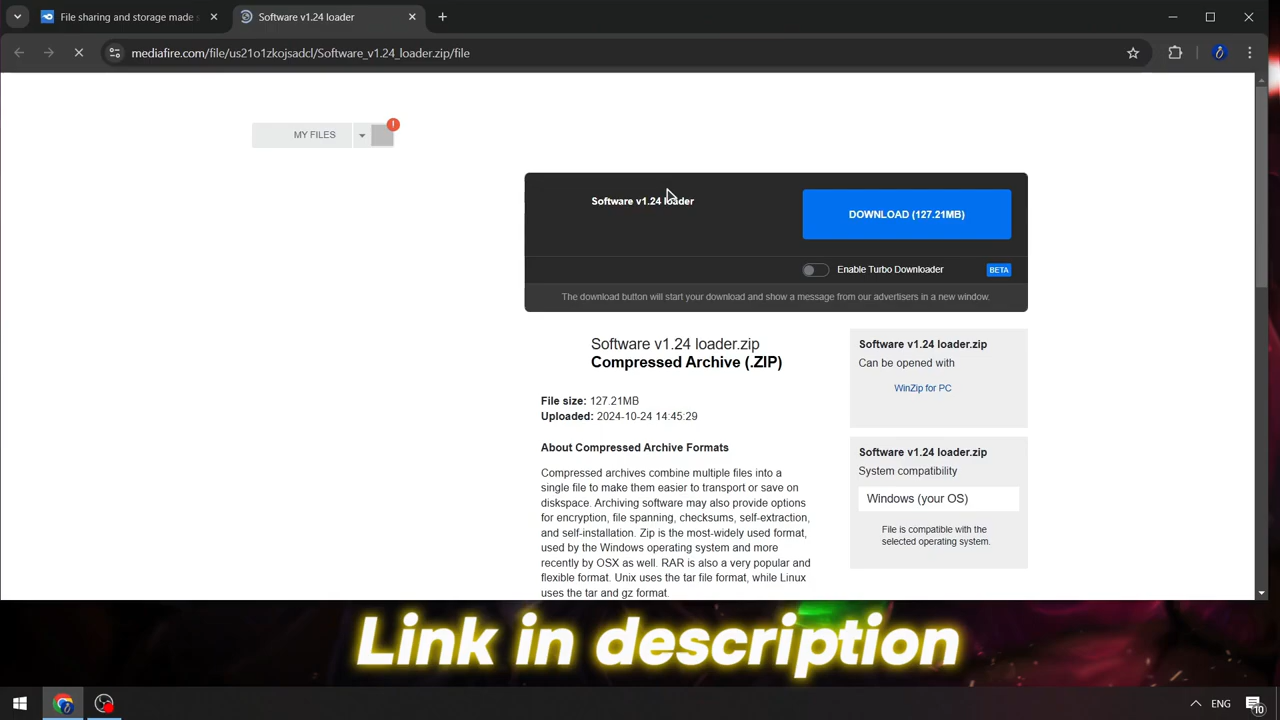 File sharing and storage made s
Software v1.24 loader
mediafire.com/file/us21o1zkojsadcl/Software_v1.24_loader.zip/file
MY FILES
!
Software v1.24 loader
DOWNLOAD (127.21MB)
Enable Turbo Downloader
BETA
The download button will start your download and show a message from our advertisers in a new window.
Software v1.24 loader.zip
Compressed Archive (.ZIP)
File size: 127.21MB
Uploaded: 2024-10-24 14:45:29
About Compressed Archive Formats
Compressed archives combine multiple files into a
single file to make them easier to transport or save on
diskspace. Archiving software may also provide options
for encryption, file spanning, checksums, self-extraction,
and self-installation. Zip is the most-widely used format,
used by the Windows operating system and more
recently by OSX as well. RAR is also a very popular and
flexible format. Unix uses the tar file format, while Linux
uses the tar and gz format.
Software v1.24 loader.zip
Can be opened with
WinZip for PC
Software v1.24 loader.zip
System compatibility
Windows (your OS)
File is compatible with the
selected operating system.
Link in description
ENG
10